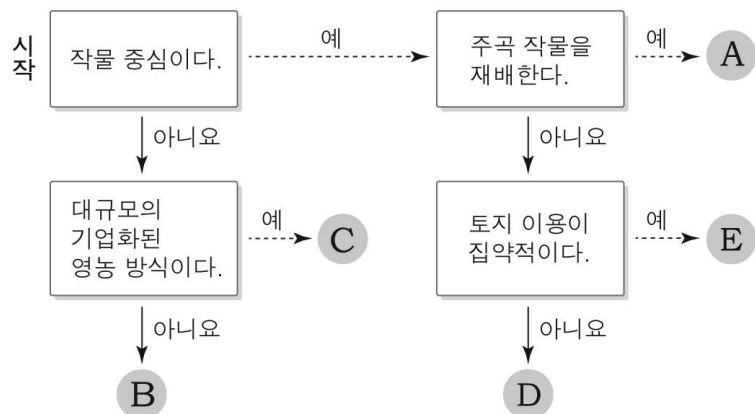 시작
작물 중심이다.
예
주곡 작물을
재배한다.
예
A
아니요
아니요
대규모의
기업화된
영농 방식이다.
예
C
토지 이용이
집약적이다.
예
E
아니요
아니요
B
D